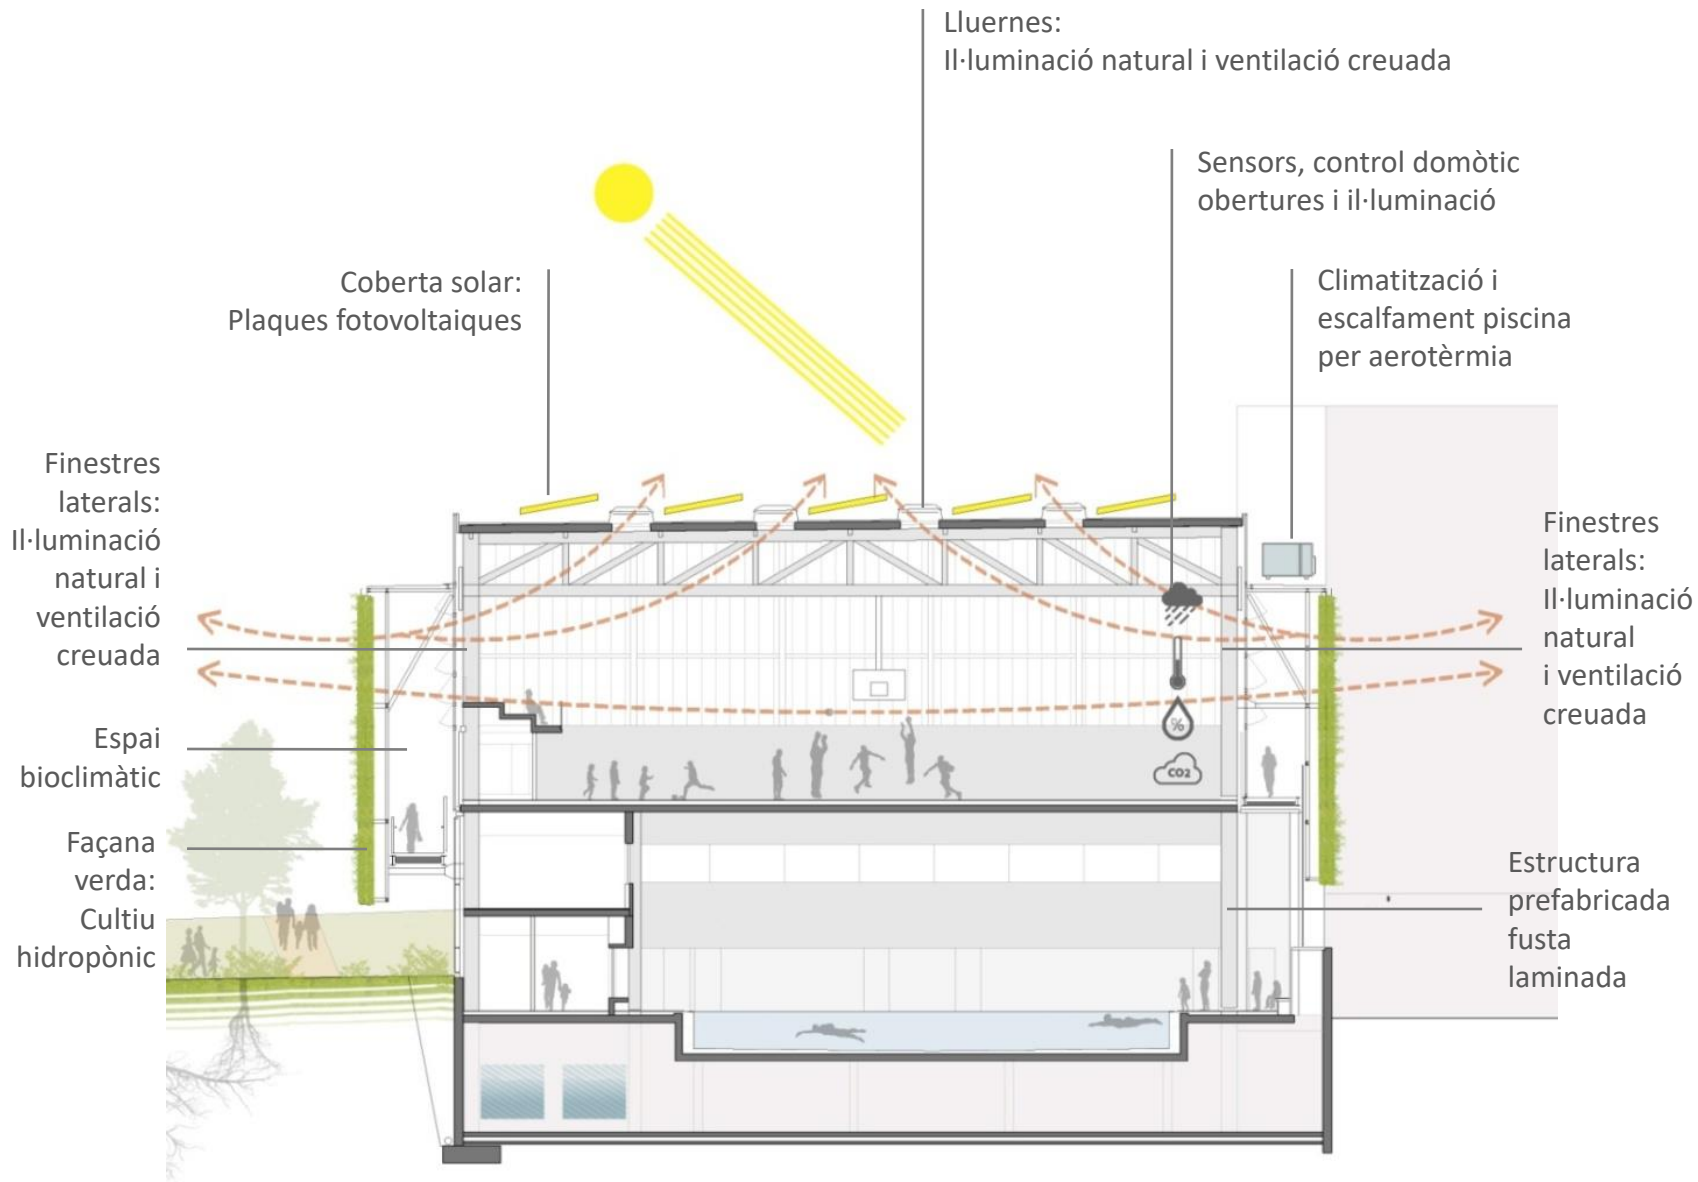 Lluernes:
Il·luminació natural i ventilació creuada
Sensors, control domòtic
obertures i il·luminació
Coberta solar:
Plaques fotovoltaiques
Climatització i
escalfament piscina
per aerotèrmia
Finestres
laterals:
Il·luminació
natural i
ventilació
creuada
Finestres
laterals:
Il·luminació
natural
i ventilació
creuada
%
CO2
Espai
bioclimàtic
Façana
verda:
Cultiu
hidropònic
Estructura
prefabricada
fusta
laminada